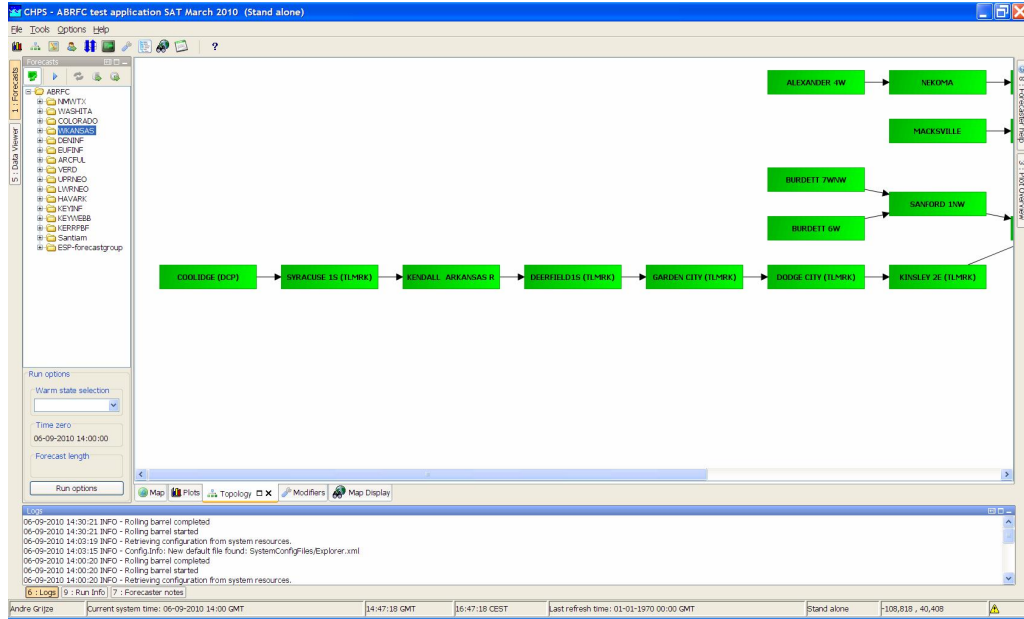 CHPS - ABRFC test application SAT March 2010 (Stand alone)
File Tools Options Help
?
1 : Forecasts
5 : Data Viewer
Forecasts
ABRFC
NMWTX
WASHITA
COLORADO
WKANSAS
DENINF
EUFINF
ARCFUL
VERD
UPRNEO
LWRNEO
HAVARK
KEYINF
KEYWEBB
KERRPBF
Santiam
ESP-forecastgroup
Run options
Warm state selection
Time zero
06-09-2010 14:00:00
Forecast length
Run options
ALEXANDER 4W
NEKOMA
MACKSVILLE
BURDETT 7WNW
SANFORD 1NW
BURDETT 6W
COOLIDGE (DCP)
SYRACUSE 1S (TLMRK)
KENDALL ARKANSAS R
DEERFIELD1S (TLMRK)
GARDEN CITY (TLMRK)
DODGE CITY (TLMRK)
KINSLEY 2E (TLMRK)
8 : Forecaster help
3 : Plot Overview
Map
Plots
Topology
Modifiers
Map Display
Logs
06-09-2010 14:30:21 INFO - Rolling barrel completed
06-09-2010 14:30:21 INFO - Rolling barrel started
06-09-2010 14:03:19 INFO - Retrieving configuration from system resources.
06-09-2010 14:03:15 INFO - Config.Info: New default file found: SystemConfigFiles/Explorer.xml
06-09-2010 14:00:20 INFO - Rolling barrel completed
06-09-2010 14:00:20 INFO - Rolling barrel started
06-09-2010 14:00:20 INFO - Retrieving configuration from system resources.
6 : Logs
9 : Run Info
7 : Forecaster notes
Andre Grijze
Current system time: 06-09-2010 14:00 GMT
14:47:18 GMT
16:47:18 CEST
Last refresh time: 01-01-1970 00:00 GMT
Stand alone
-108,818 , 40,408